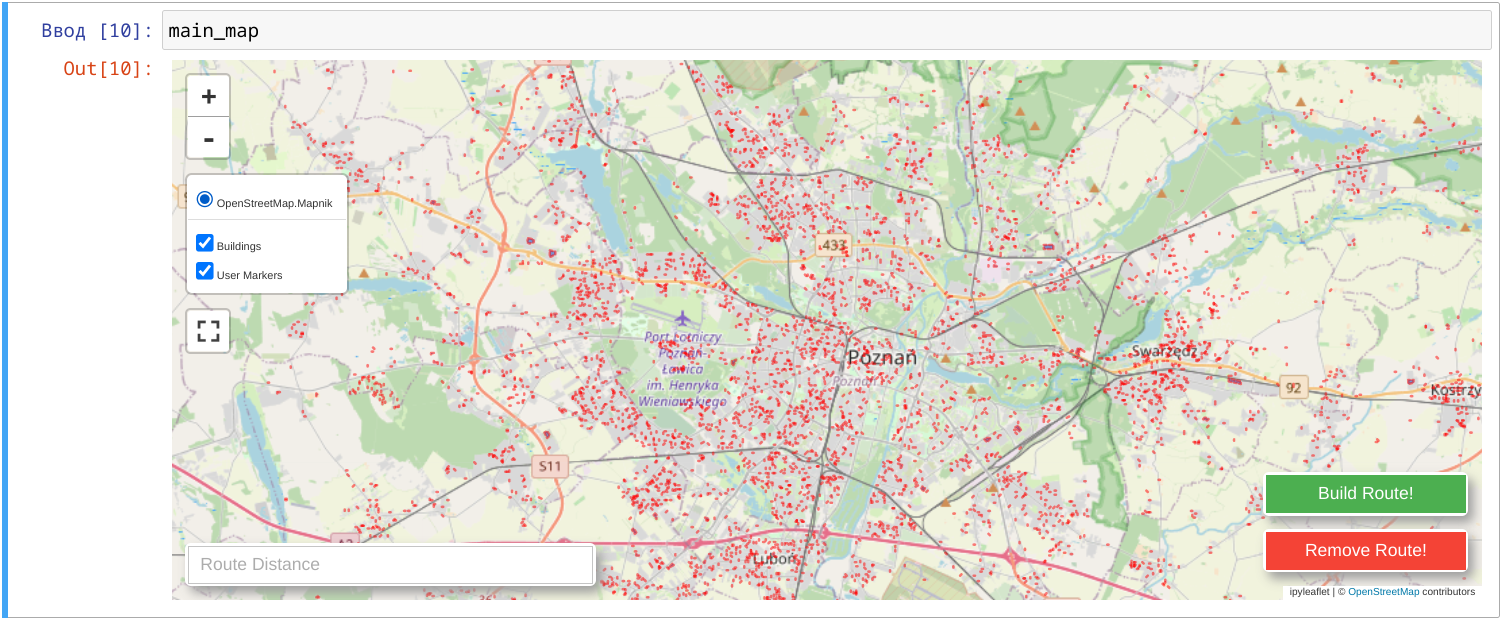 Ввод [10]:
main_map
Out[10]:
+
-
OpenStreetMap.Mapnik
Buildings
User Markers
433
Port Lotniczy
Poznań-
Ławica
im. Henryka
Wieniawskiego
Poznań
Poznań
Swarzędz
92
Kostrzy
S11
Luboń
Build Route!
Remove Route!
Route Distance
ipyleaflet | © OpenStreetMap contributors